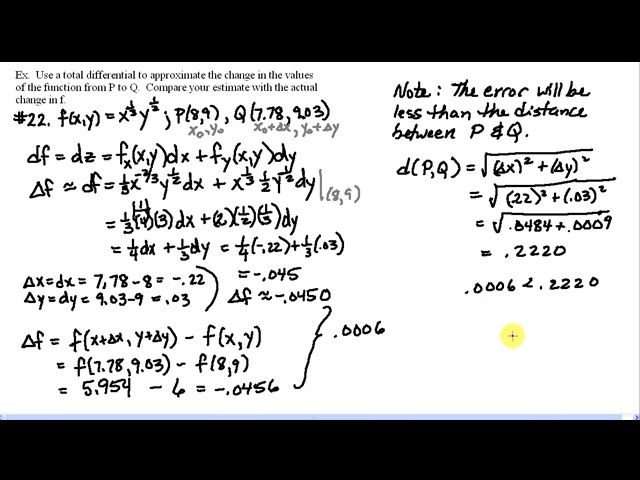 Ex. Use a total differential to approximate the change in the values
of the function from P to Q. Compare your estimate with the actual
change in f.
#22. f(x,y) = x^{1/3} y^{1/2} ; P(8,9) , Q(7.78, 9.03)
x₀, y₀ x₀+Δx, y₀+Δy
df = dz = fₓ(x,y)dx + f_y(x,y)dy
Δf ≈ df = 1/3 x^{-2/3} y^{1/2} dx + x^{1/3} 1/2 y^{-1/2} dy |(8,9)
= 1/3 (1/4)(3) dx + (2)(1/2)(1/3) dy
= 1/4 dx + 1/3 dy = 1/4(-.22) + 1/3(.03)
= -.045
Δx = dx = 7.78 - 8 = -.22
Δy = dy = 9.03 - 9 = .03
Δf ≈ -.0450
Δf = f(x+Δx, y+Δy) - f(x,y)
= f(7.78, 9.03) - f(8,9)
= 5.954 - 6 = -.0456
.0006
Note: The error will be
less than the distance
between P & Q.
d(P,Q) = √(Δx)² + (Δy)²
= √(.22)² + (.03)²
= √.0484 + .0009
= .2220
.0006 < .2220